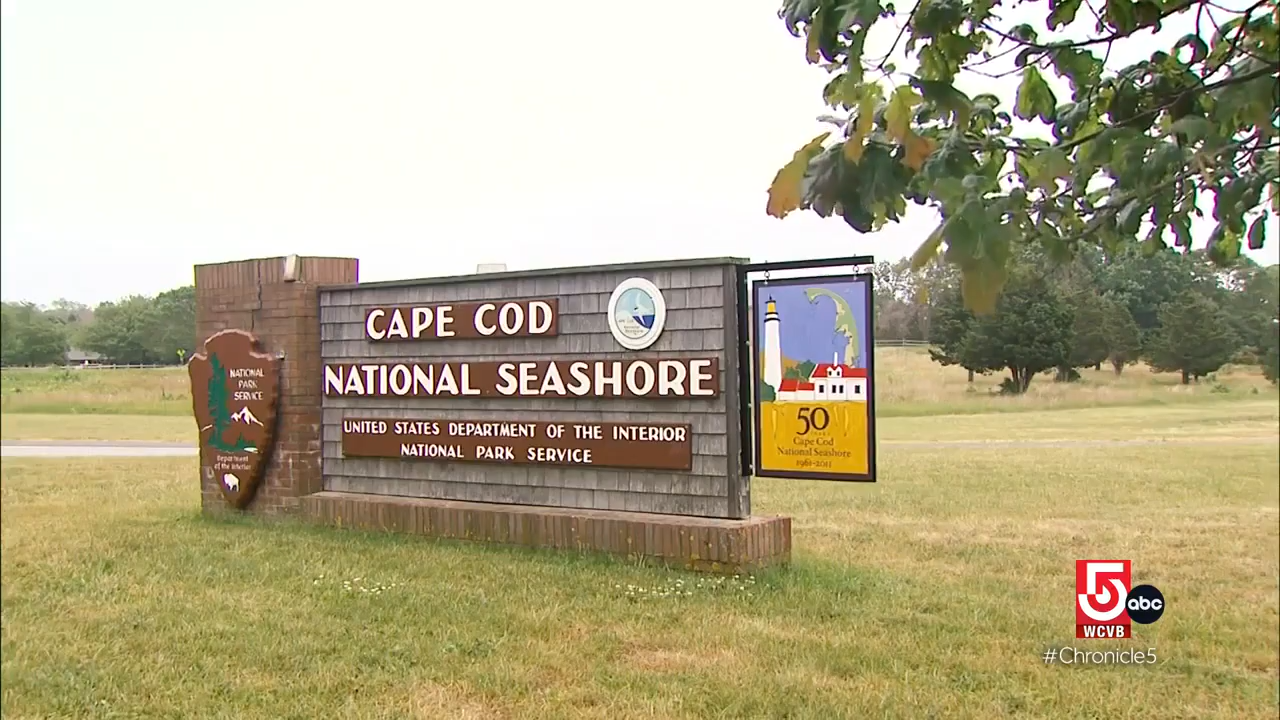 CAPE COD
NATIONAL SEASHORE
UNITED STATES DEPARTMENT OF THE INTERIOR
NATIONAL PARK SERVICE
NATIONAL
PARK
SERVICE
Department
of the Interior
50
YEARS
Cape Cod
National Seashore
1961-2011
5
abc
WCVB
#Chronicle5